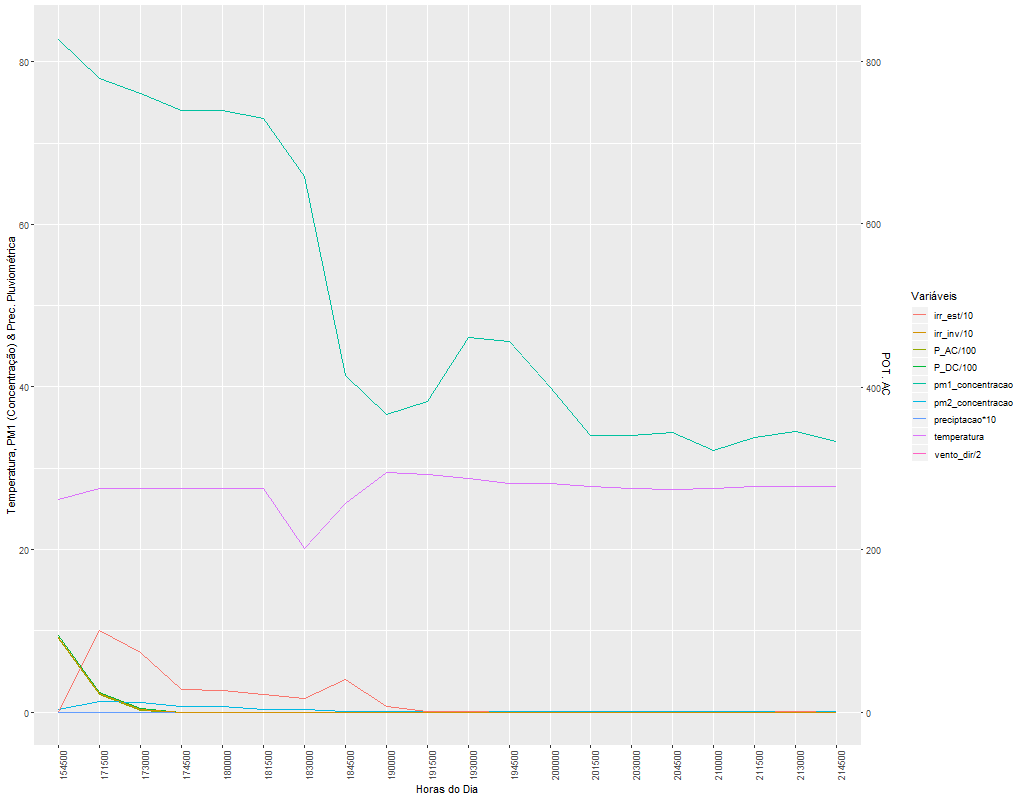 80
60
40
20
0
Temperatura, PM1 (Concentração) & Prec. Pluviométrica
800
600
400
200
0
POT. AC
154500
171500
173000
174500
180000
181500
183000
184500
190000
191500
193000
194500
200000
201500
203000
204500
210000
211500
213000
214500
Horas do Dia
Variáveis
irr_est/10
irr_inv/10
P_AC/100
P_DC/100
pm1_concentracao
pm2_concentracao
preciptacao*10
temperatura
vento_dir/2